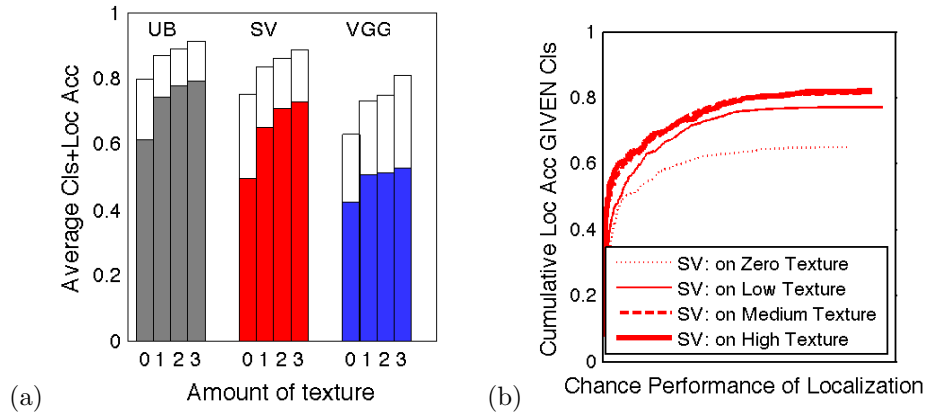 UB SV VGG
1
0.8
0.6
0.4
0.2
0
Average Cls+Loc Acc
0 1 2 3 0 1 2 3 0 1 2 3
Amount of texture
(a)
1
0.8
0.6
0.4
0.2
0
Cumulative Loc Acc GIVEN Cls
SV: on Zero Texture
SV: on Low Texture
SV: on Medium Texture
SV: on High Texture
Chance Performance of Localization
(b)